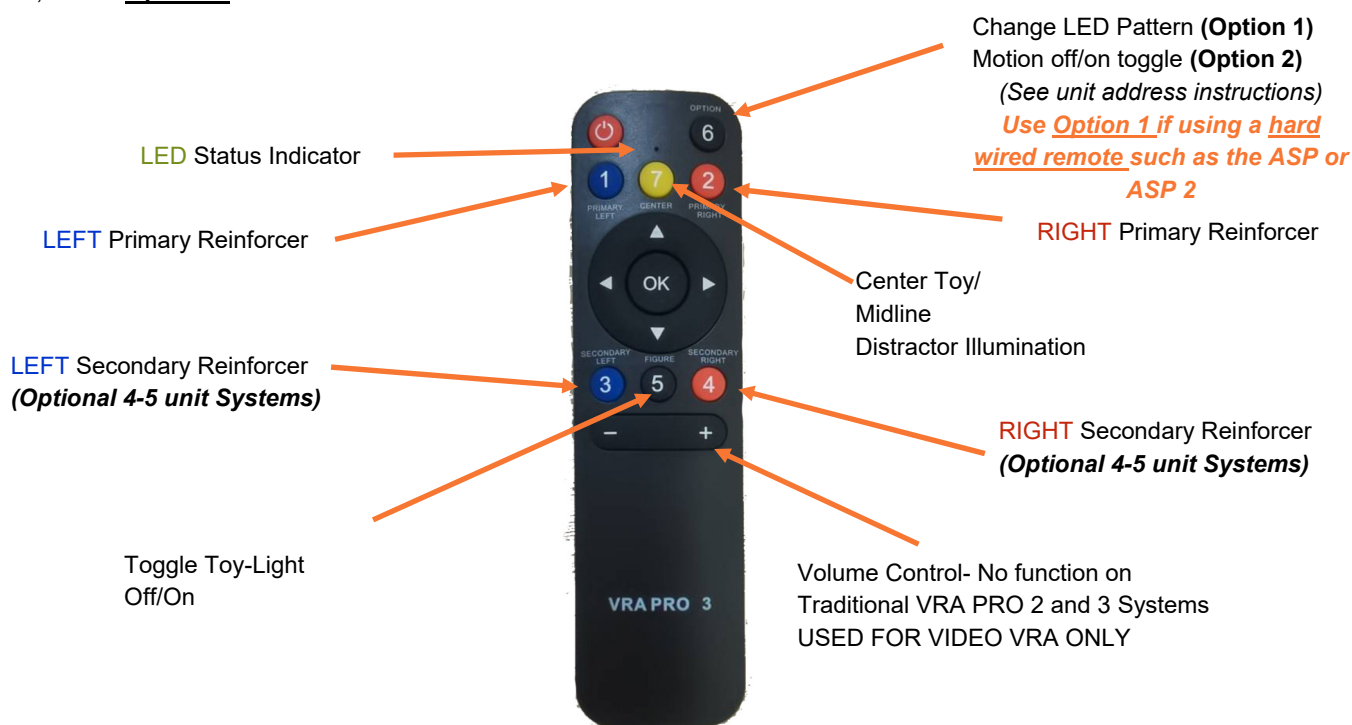 Change LED Pattern (Option 1)
Motion off/on toggle (Option 2)
(See unit address instructions)
Use Option 1 if using a hard
wired remote such as the ASP or
ASP 2
LED Status Indicator
LEFT Primary Reinforcer
RIGHT Primary Reinforcer
Center Toy/
Midline
Distractor Illumination
LEFT Secondary Reinforcer
(Optional 4-5 unit Systems)
RIGHT Secondary Reinforcer
(Optional 4-5 unit Systems)
Toggle Toy-Light
Off/On
Volume Control- No function on
Traditional VRA PRO 2 and 3 Systems
USED FOR VIDEO VRA ONLY
OPTION
6
1
7
2
PRIMARY LEFT
CENTER
PRIMARY RIGHT
OK
SECONDARY LEFT
FIGURE
SECONDARY RIGHT
3
5
4
- +
VRA PRO 3